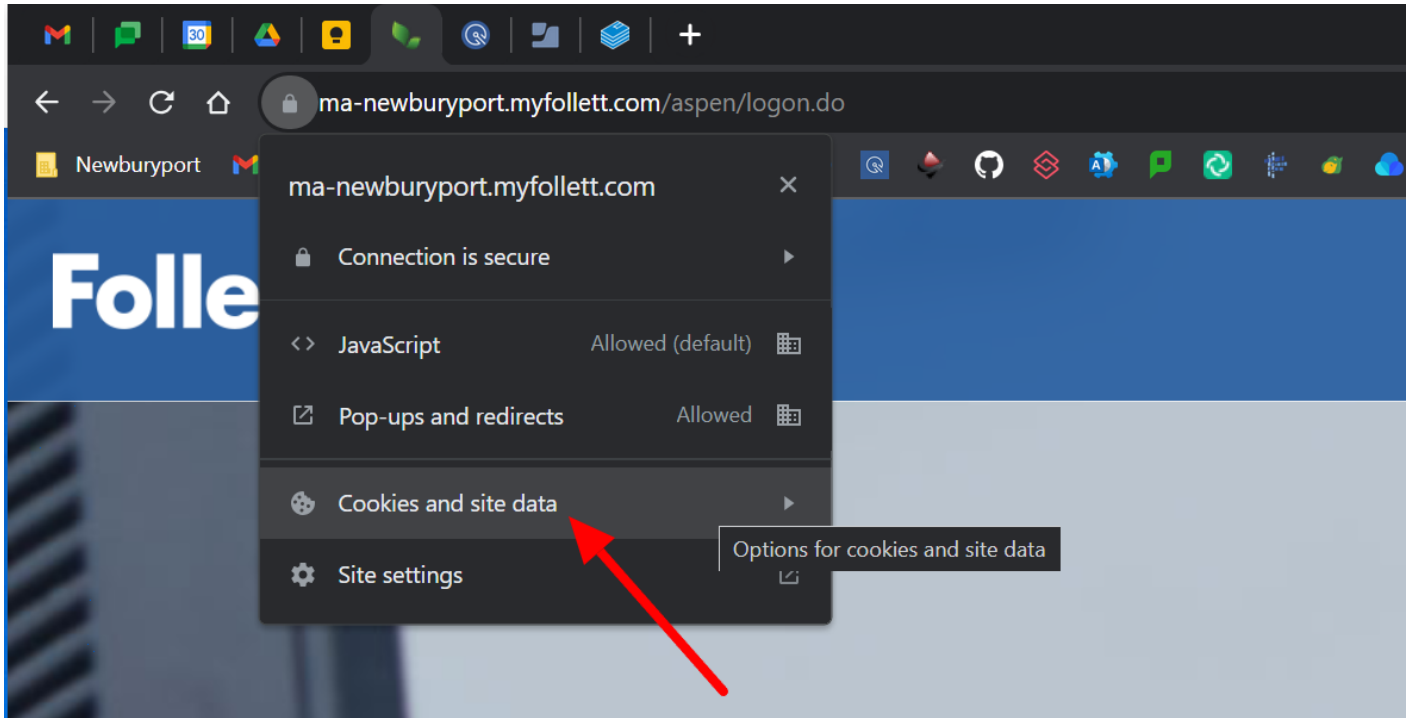 30
ma-newburyport.myfollett.com/aspen/logon.do
Newburyport
ma-newburyport.myfollett.com
Connection is secure
Folle
JavaScript Allowed (default)
Pop-ups and redirects Allowed
Cookies and site data
Options for cookies and site data
Site settings